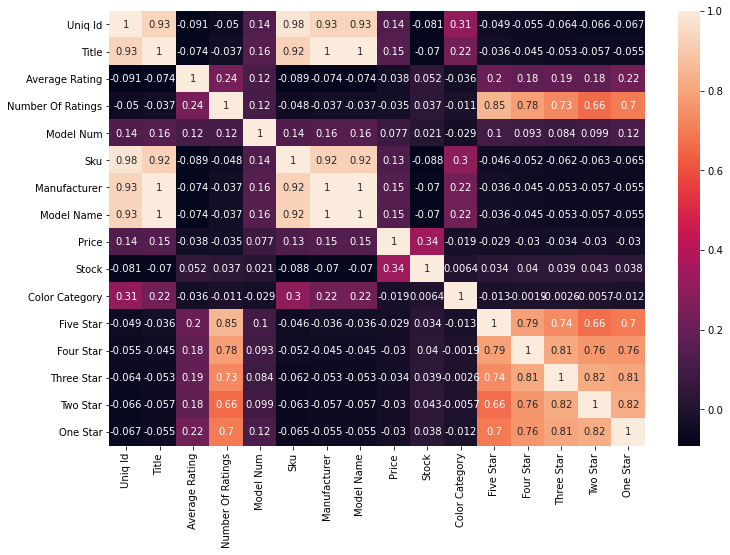 Uniq Id 1 0.93 -0.091 -0.05 0.14 0.98 0.93 0.93 0.14 -0.081 0.31 -0.049 -0.055 -0.064 -0.066 -0.067
Title 0.93 1 -0.074 -0.037 0.16 0.92 1 1 0.15 -0.07 0.22 -0.036 -0.045 -0.053 -0.057 -0.055
Average Rating -0.091 -0.074 1 0.24 0.12 -0.089 -0.074 -0.074 -0.038 0.052 -0.036 0.2 0.18 0.19 0.18 0.22
Number Of Ratings -0.05 -0.037 0.24 1 0.12 -0.048 -0.037 -0.037 -0.035 0.037 -0.011 0.85 0.78 0.73 0.66 0.7
Model Num 0.14 0.16 0.12 0.12 1 0.14 0.16 0.16 0.077 0.021 -0.029 0.1 0.093 0.084 0.099 0.12
Sku 0.98 0.92 -0.089 -0.048 0.14 1 0.92 0.92 0.13 -0.088 0.3 -0.046 -0.052 -0.062 -0.063 -0.065
Manufacturer 0.93 1 -0.074 -0.037 0.16 0.92 1 1 0.15 -0.07 0.22 -0.036 -0.045 -0.053 -0.057 -0.055
Model Name 0.93 1 -0.074 -0.037 0.16 0.92 1 1 0.15 -0.07 0.22 -0.036 -0.045 -0.053 -0.057 -0.055
Price 0.14 0.15 -0.038 -0.035 0.077 0.13 0.15 0.15 1 0.34 -0.019 -0.029 -0.03 -0.034 -0.03 -0.03
Stock -0.081 -0.07 0.052 0.037 0.021 -0.088 -0.07 -0.07 0.34 1 0.0064 0.034 0.04 0.039 0.043 0.038
Color Category 0.31 0.22 -0.036 -0.011 -0.029 0.3 0.22 0.22 -0.019 0.0064 1 -0.013 -0.0019 -0.0026 -0.0057 -0.012
Five Star -0.049 -0.036 0.2 0.85 0.1 -0.046 -0.036 -0.036 -0.029 0.034 -0.013 1 0.79 0.74 0.66 0.7
Four Star -0.055 -0.045 0.18 0.78 0.093 -0.052 -0.045 -0.045 -0.03 0.04 -0.0019 0.79 1 0.81 0.76 0.76
Three Star -0.064 -0.053 0.19 0.73 0.084 -0.062 -0.053 -0.053 -0.034 0.039 -0.0026 0.74 0.81 1 0.82 0.81
Two Star -0.066 -0.057 0.18 0.66 0.099 -0.063 -0.057 -0.057 -0.03 0.043 -0.0057 0.66 0.76 0.82 1 0.82
One Star -0.067 -0.055 0.22 0.7 0.12 -0.065 -0.055 -0.055 -0.03 0.038 -0.012 0.7 0.76 0.81 0.82 1
Uniq Id
Title
Average Rating
Number Of Ratings
Model Num
Sku
Manufacturer
Model Name
Price
Stock
Color Category
Five Star
Four Star
Three Star
Two Star
One Star
1.0
0.8
0.6
0.4
0.2
0.0